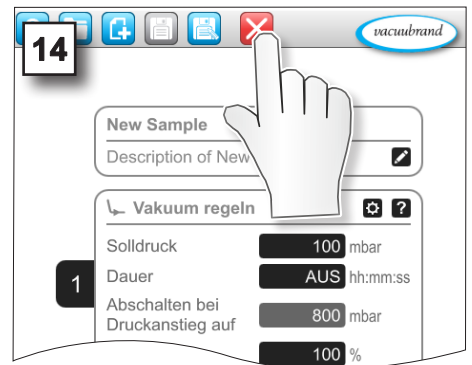 14
vacuubrand
New Sample
Description of New
Vakuum regeln
?
Solldruck 100 mbar
1
Dauer AUS hh:mm:ss
Abschalten bei
Druckanstieg auf 800 mbar
100 %